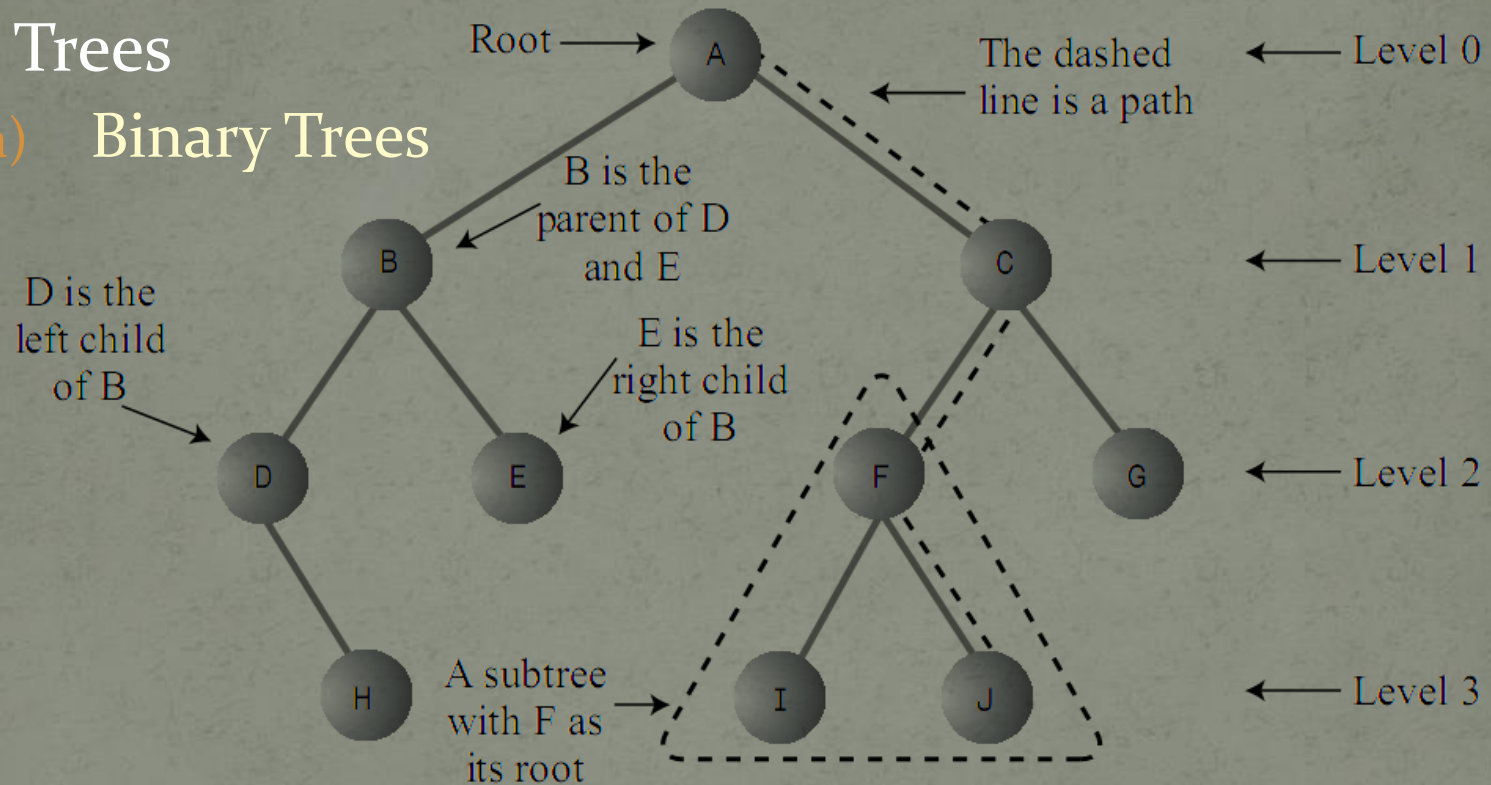 Trees
a) Binary Trees
Root
A
The dashed
line is a path
Level 0
B is the
parent of D
and E
B
C
Level 1
D is the
left child
of B
E is the
right child
of B
D
E
F
G
Level 2
A subtree
with F as
its root
H
I
J
Level 3